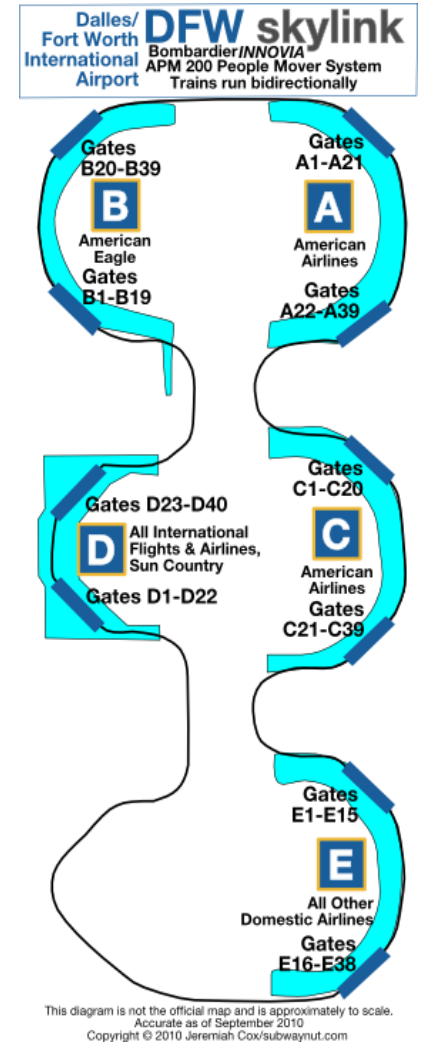 Dalles/
Fort Worth
International
Airport
DFW skylink
Bombardier INNOVIA
APM 200 People Mover System
Trains run bidirectionally
Gates
B20-B39
B
American
Eagle
Gates
B1-B19
Gates
A1-A21
A
American
Airlines
Gates
A22-A39
Gates D23-D40
D
All International
Flights & Airlines,
Sun Country
Gates D1-D22
Gates
C1-C20
C
American
Airlines
Gates
C21-C39
Gates
E1-E15
E
All Other
Domestic Airlines
Gates
E16-E38
This diagram is not the official map and is approximately to scale.
Accurate as of September 2010
Copyright © 2010 Jeremiah Cox/subwaynut.com